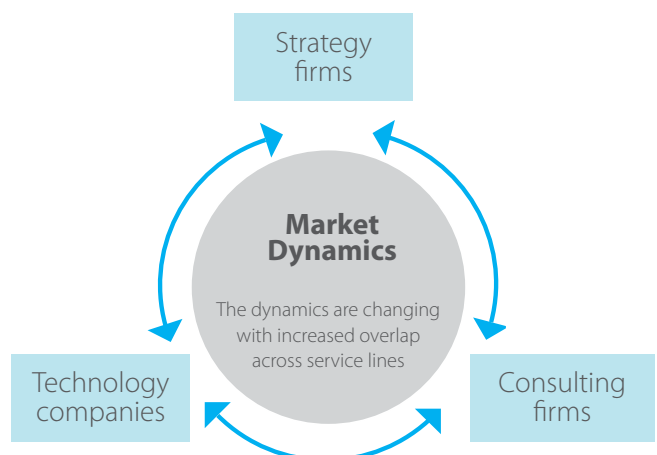 Strategy
firms
Market
Dynamics
The dynamics are changing
with increased overlap
across service lines
Technology
companies
Consulting
firms